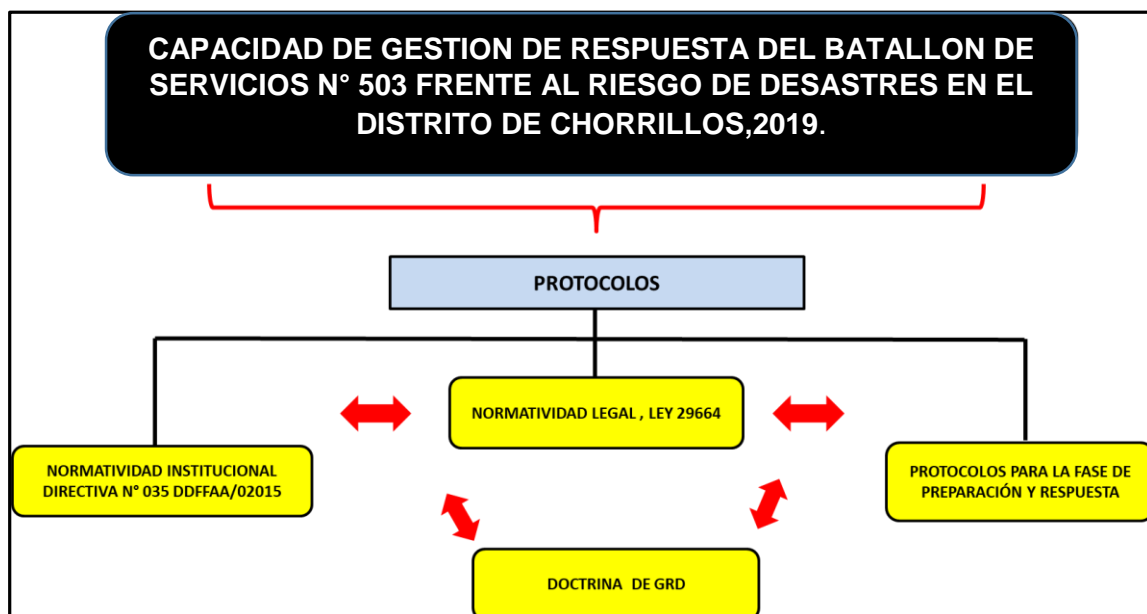 CAPACIDAD DE GESTION DE RESPUESTA DEL BATALLON DE
SERVICIOS N° 503 FRENTE AL RIESGO DE DESASTRES EN EL
DISTRITO DE CHORRILLOS,2019.
PROTOCOLOS
NORMATIVIDAD LEGAL , LEY 29664
NORMATIVIDAD INSTITUCIONAL
DIRECTIVA N° 035 DDFFAA/02015
PROTOCOLOS PARA LA FASE DE
PREPARACIÓN Y RESPUESTA
DOCTRINA DE GRD